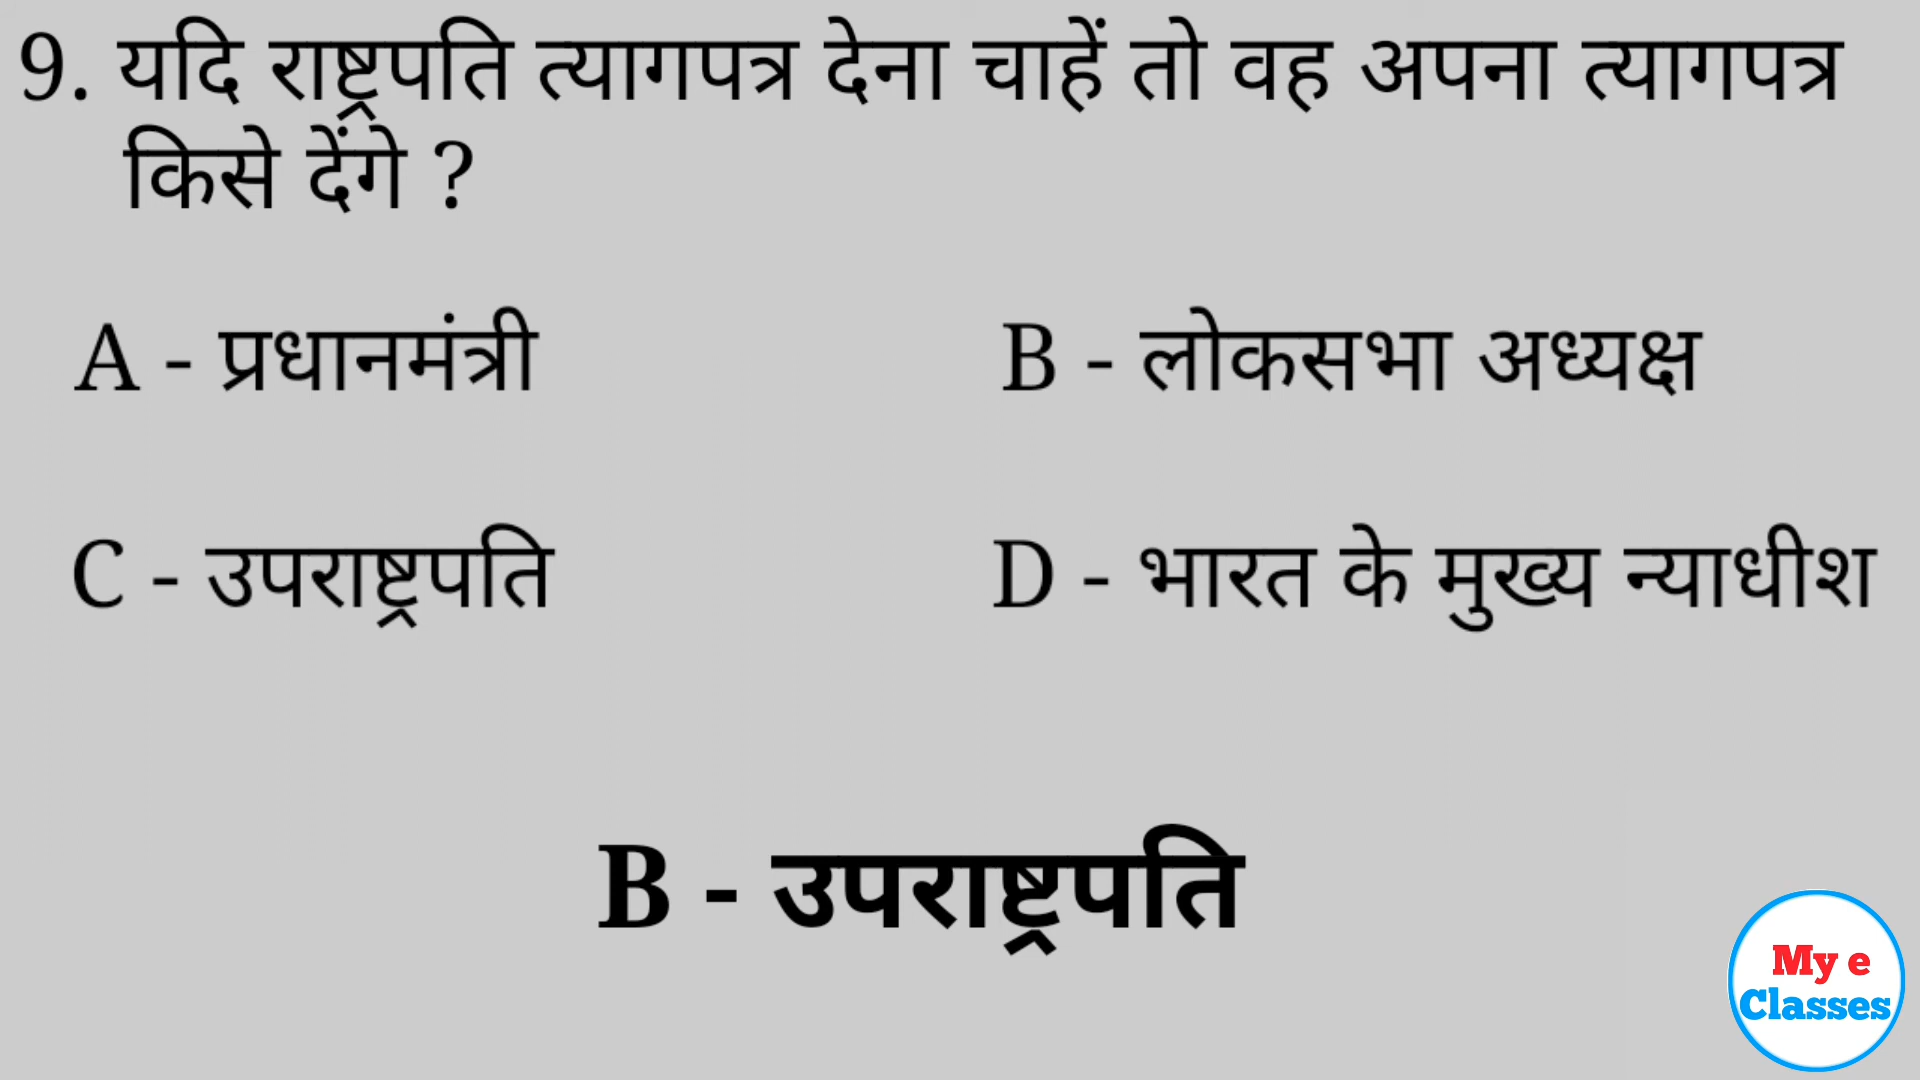 9. यदि राष्ट्रपति त्यागपत्र देना चाहें तो वह अपना त्यागपत्र
किसे देंगे ?
A - प्रधानमंत्री
B - लोकसभा अध्यक्ष
C - उपराष्ट्रपति
D - भारत के मुख्य न्याधीश
B - उपराष्ट्रपति
My e
Classes